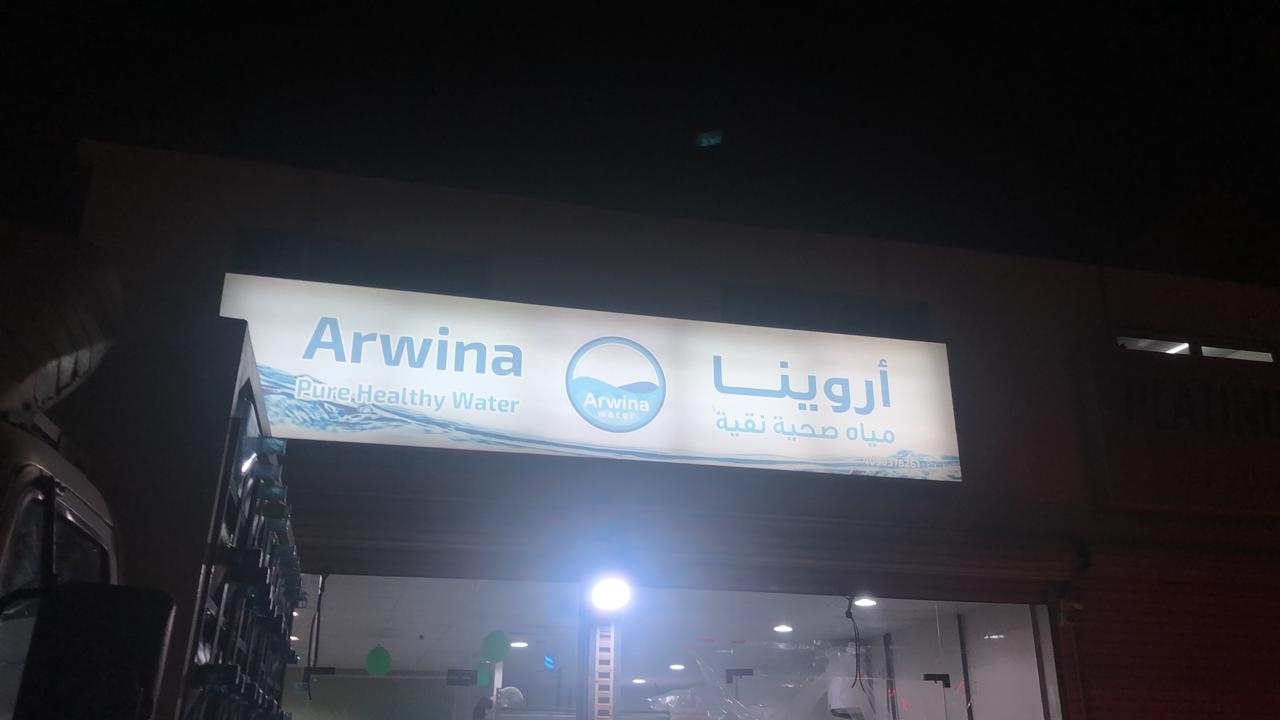 Arwina
Pure Healthy Water
Arwina
water
أروينا
مياه صحية نقية